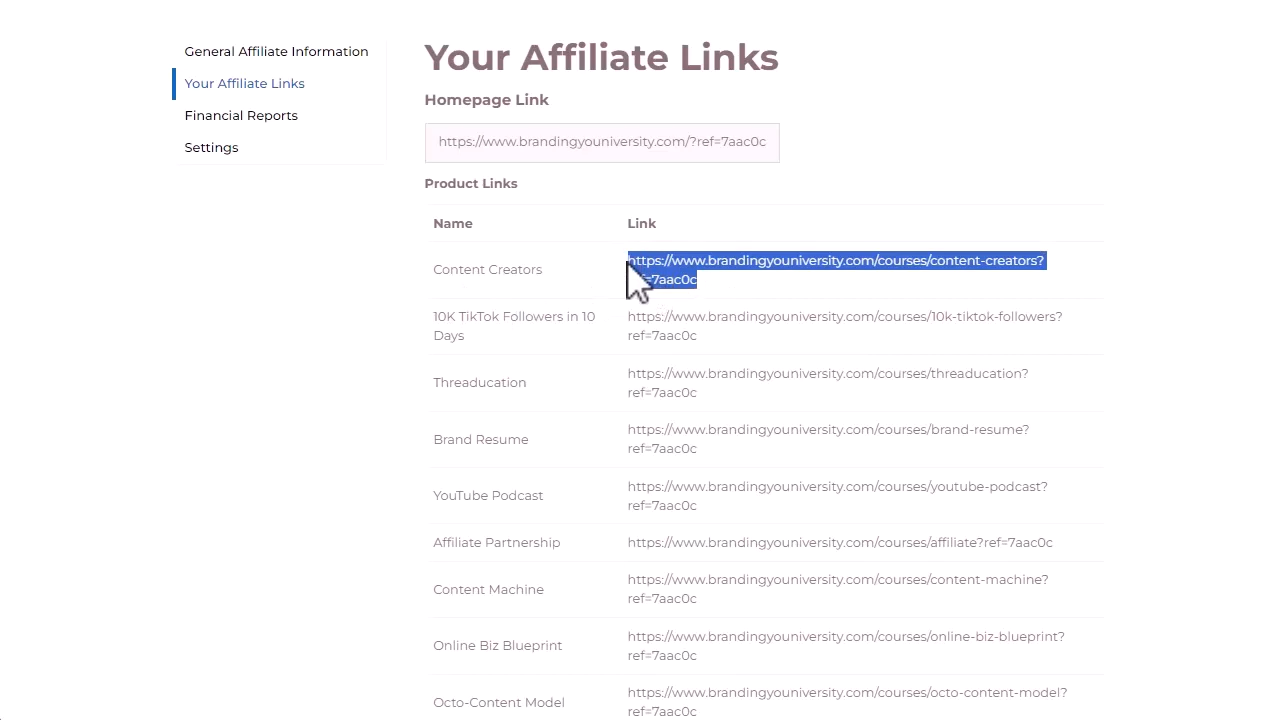 General Affiliate Information
Your Affiliate Links
Financial Reports
Settings
Your Affiliate Links
Homepage Link
https://www.brandingyouniversity.com/?ref=7aac0c
Product Links
Name Link
Content Creators
https://www.brandingyouniversity.com/courses/content-creators?
=7aac0c
10K TikTok Followers in 10
Days
https://www.brandingyouniversity.com/courses/10k-tiktok-followers?
ref=7aac0c
Threaducation
https://www.brandingyouniversity.com/courses/threaducation?
ref=7aac0c
Brand Resume
https://www.brandingyouniversity.com/courses/brand-resume?
ref=7aac0c
YouTube Podcast
https://www.brandingyouniversity.com/courses/youtube-podcast?
ref=7aac0c
Affiliate Partnership https://www.brandingyouniversity.com/courses/affiliate?ref=7aac0c
Content Machine
https://www.brandingyouniversity.com/courses/content-machine?
ref=7aac0c
Online Biz Blueprint
https://www.brandingyouniversity.com/courses/online-biz-blueprint?
ref=7aac0c
Octo-Content Model
https://www.brandingyouniversity.com/courses/octo-content-model?
ref=7aac0c